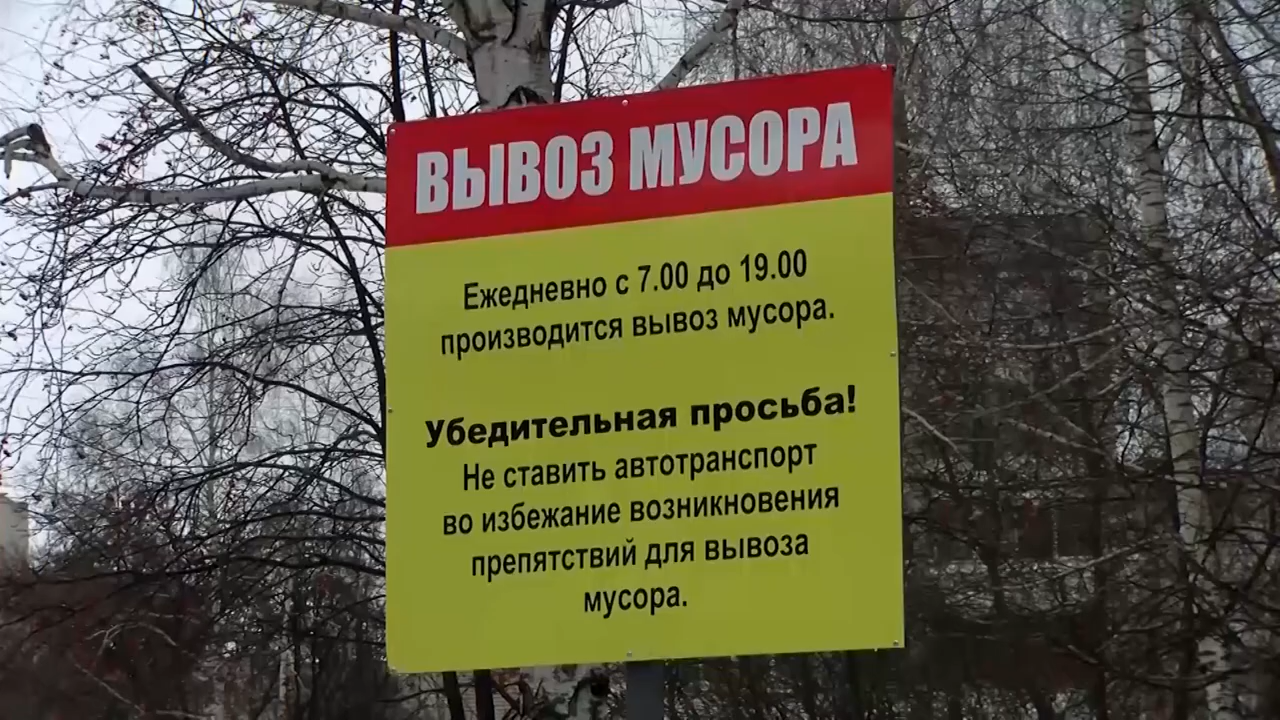 ВЫВОЗ МУСОРА
Ежедневно с 7.00 до 19.00
производится вывоз мусора.
Убедительная просьба!
Не ставить автотранспорт
во избежание возникновения
препятствий для вывоза
мусора.